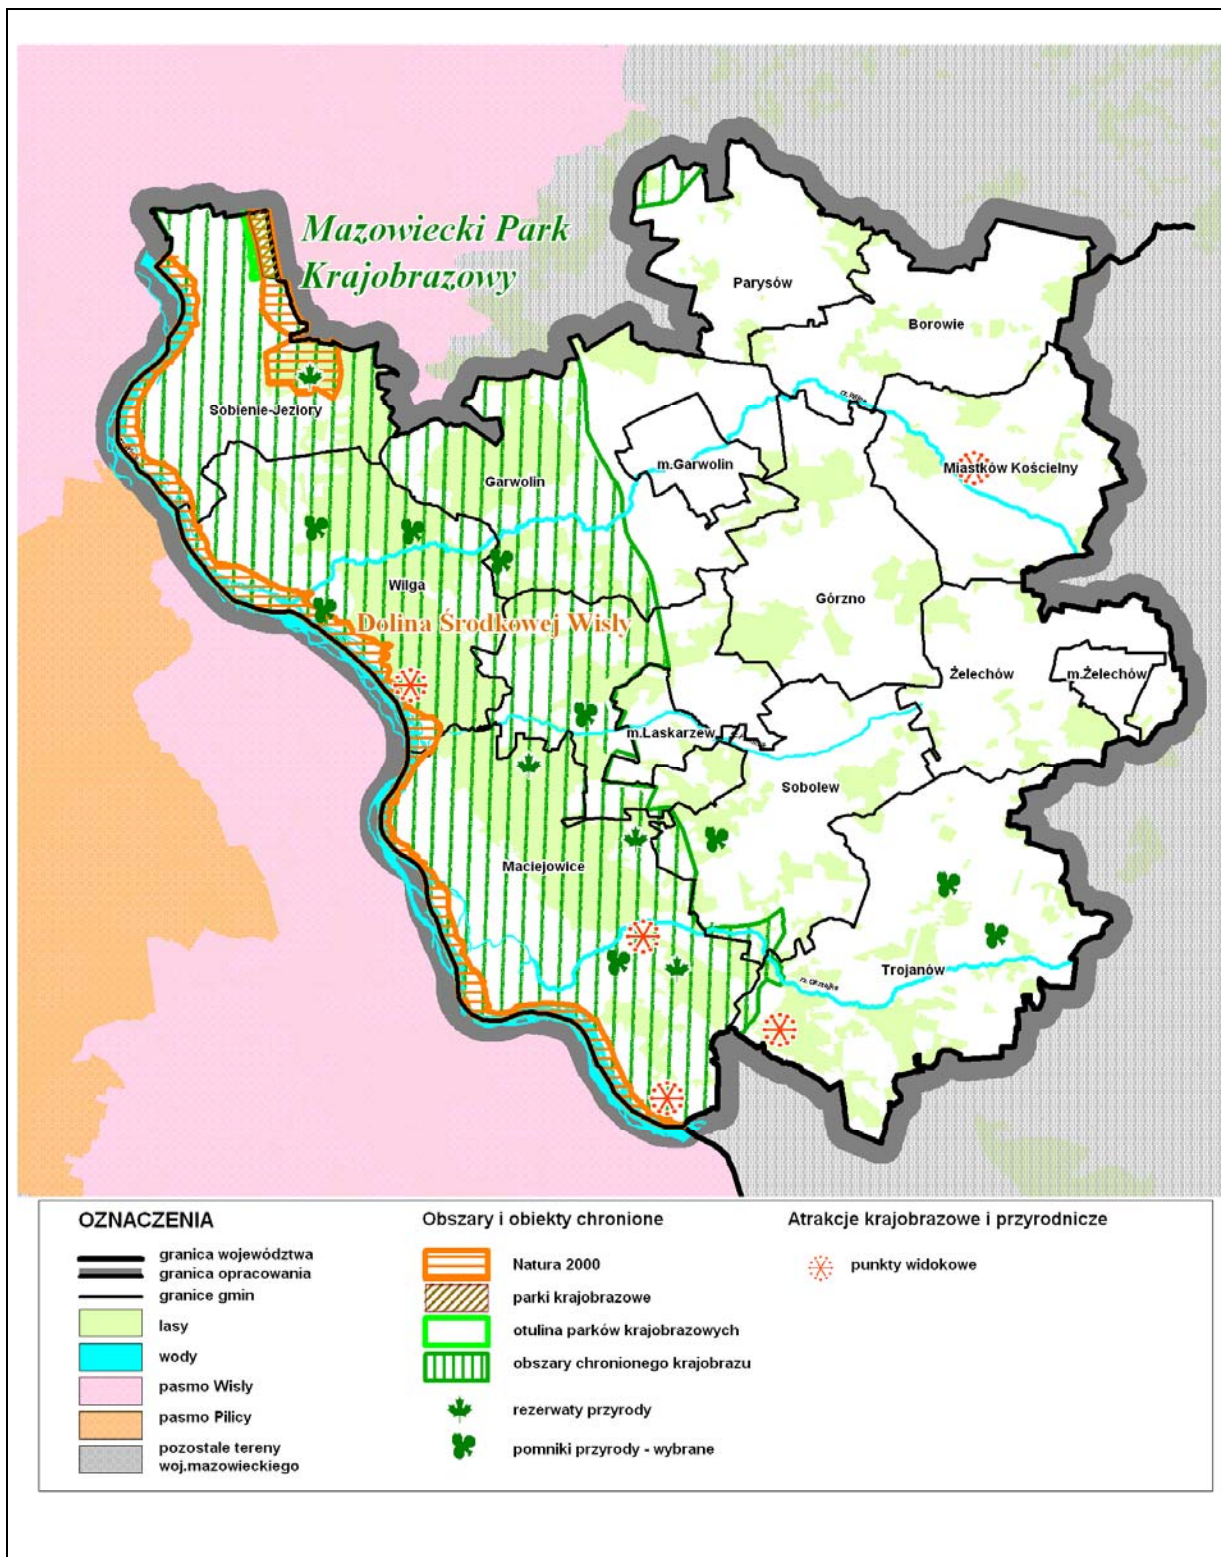 Mazowiecki Park
Krajobrazowy
Parysów
Borowie
Sobienie-Jeziory
Garwolin
m.Garwolin
Miastków Kościelny
Wilga
Górzno
Dolina Środkowej Wisły
Żelechów
m.Żelechów
m.Laskarzew
Sobolew
Maciejowice
Trojanów
OZNACZENIA
granica województwa
granica opracowania
granice gmin
lasy
wody
pasmo Wisly
pasmo Pilicy
pozostale tereny
woj.mazowieckiego
Obszary i obiekty chronione
Natura 2000
parki krajobrazowe
otulina parków krajobrazowych
obszary chronionego krajobrazu
rezerwaty przyrody
pomniki przyrody - wybrane
Atrakcje krajobrazowe i przyrodnicze
punkty widokowe